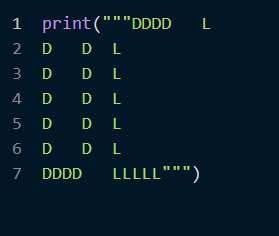 1 print("""DDDD   L
2 D   D  L
3 D   D  L
4 D   D  L
5 D   D  L
6 D   D  L
7 DDDD   LLLLL""")